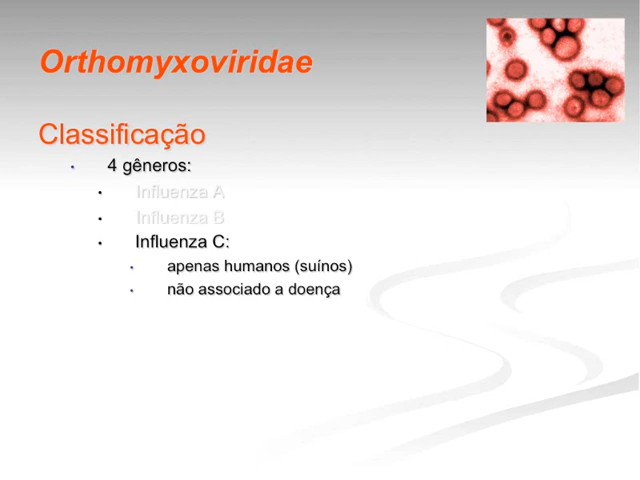 Orthomyxoviridae
Classificação
• 4 gêneros:
• Influenza A
• Influenza B
• Influenza C:
• apenas humanos (suínos)
• não associado a doença